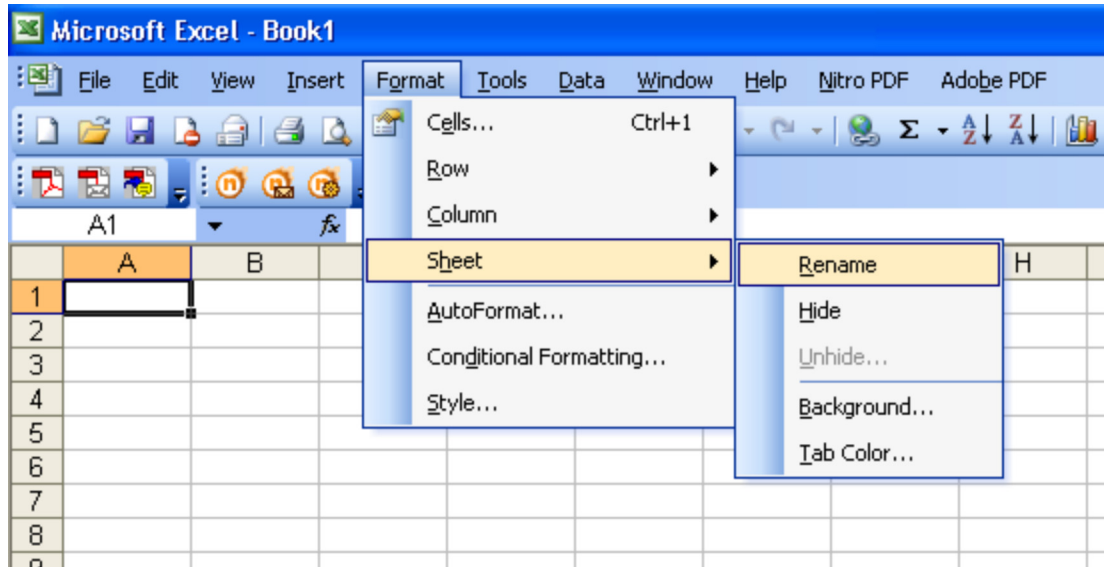 Microsoft Excel - Book1
File Edit View Insert Format Tools Data Window Help Nitro PDF Adobe PDF
Cells... Ctrl+1
Σ A Z Z A
Row
n n n
Column
A1 fx
Sheet
Rename
A B H
1
AutoFormat...
Hide
2
Conditional Formatting...
Unhide...
3
Style...
Background...
4
5
Tab Color...
6
7
8